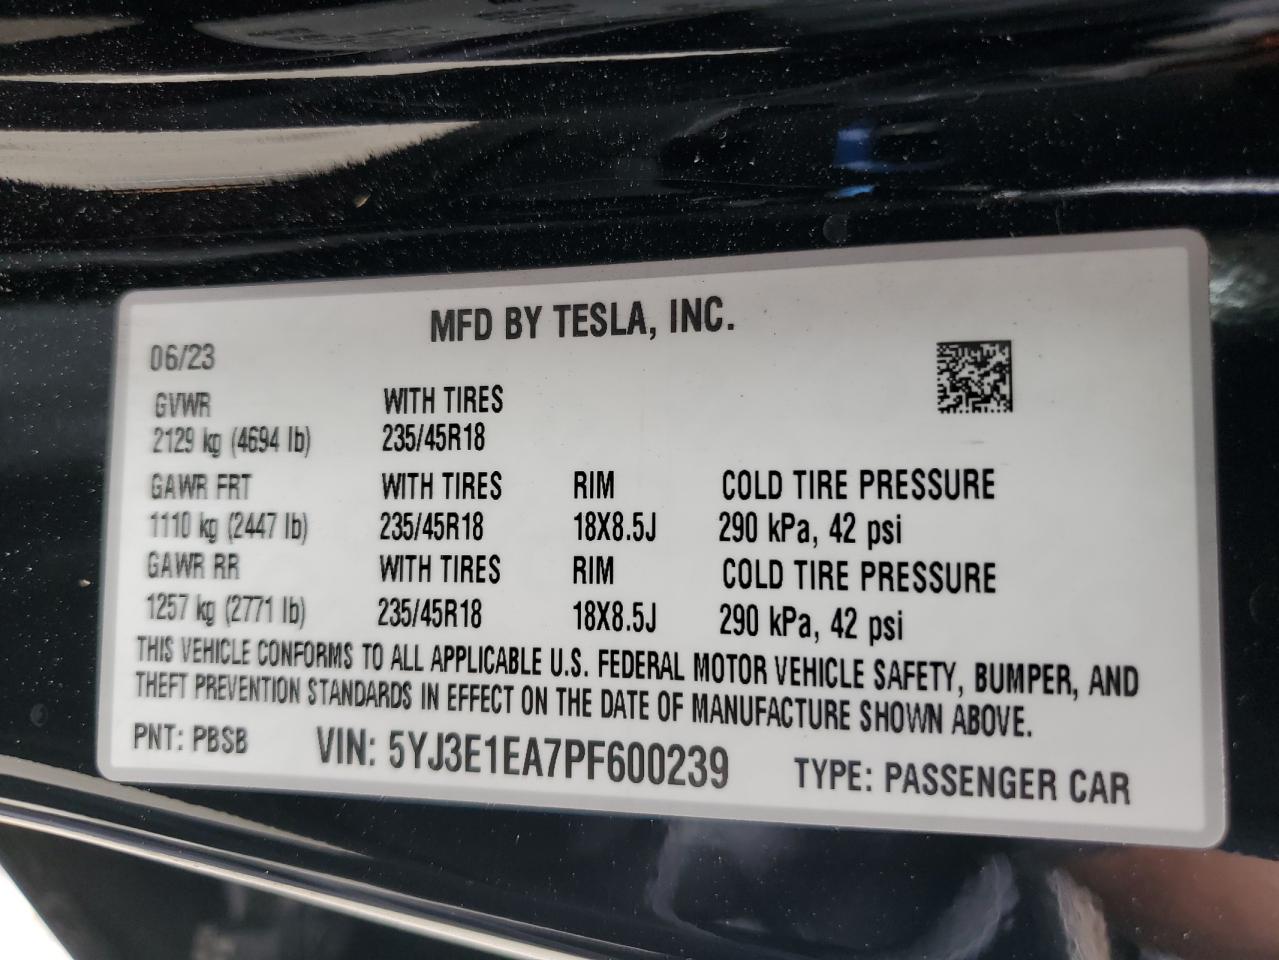 MFD BY TESLA, INC.
06/23
GVWR WITH TIRES
2129 kg (4694 lb) 235/45R18
GAWR FRT WITH TIRES RIM COLD TIRE PRESSURE
1110 kg (2447 lb) 235/45R18 18X8.5J 290 kPa, 42 psi
GAWR RR WITH TIRES RIM COLD TIRE PRESSURE
1257 kg (2771 lb) 235/45R18 18X8.5J 290 kPa, 42 psi
THIS VEHICLE CONFORMS TO ALL APPLICABLE U.S. FEDERAL MOTOR VEHICLE SAFETY, BUMPER, AND
THEFT PREVENTION STANDARDS IN EFFECT ON THE DATE OF MANUFACTURE SHOWN ABOVE.
PNT: PBSB VIN: 5YJ3E1EA7PF600239 TYPE: PASSENGER CAR